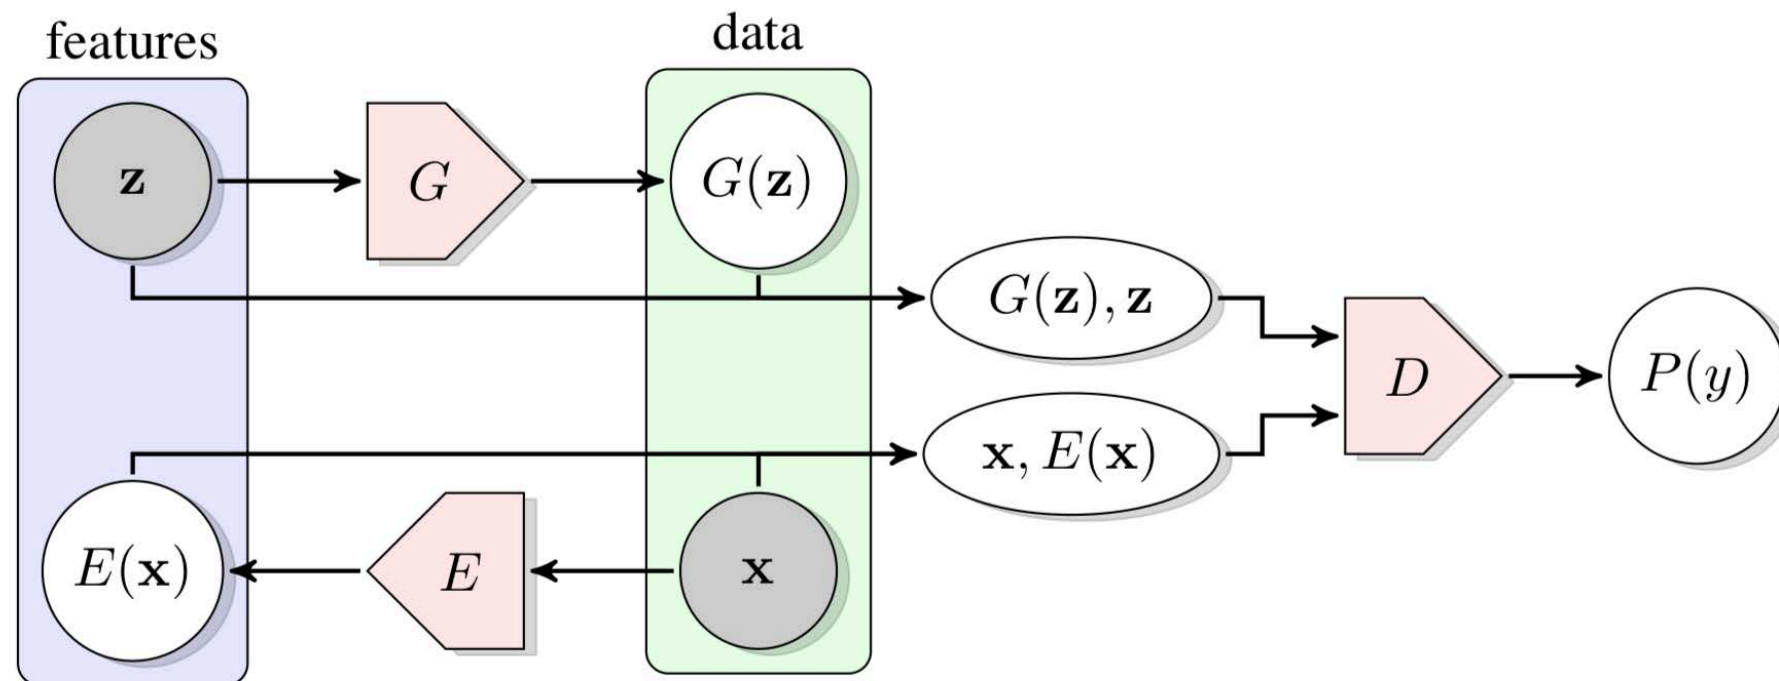 features
data
z
G
G(z)
G(z), z
D
P(y)
x, E(x)
E(x)
E
x